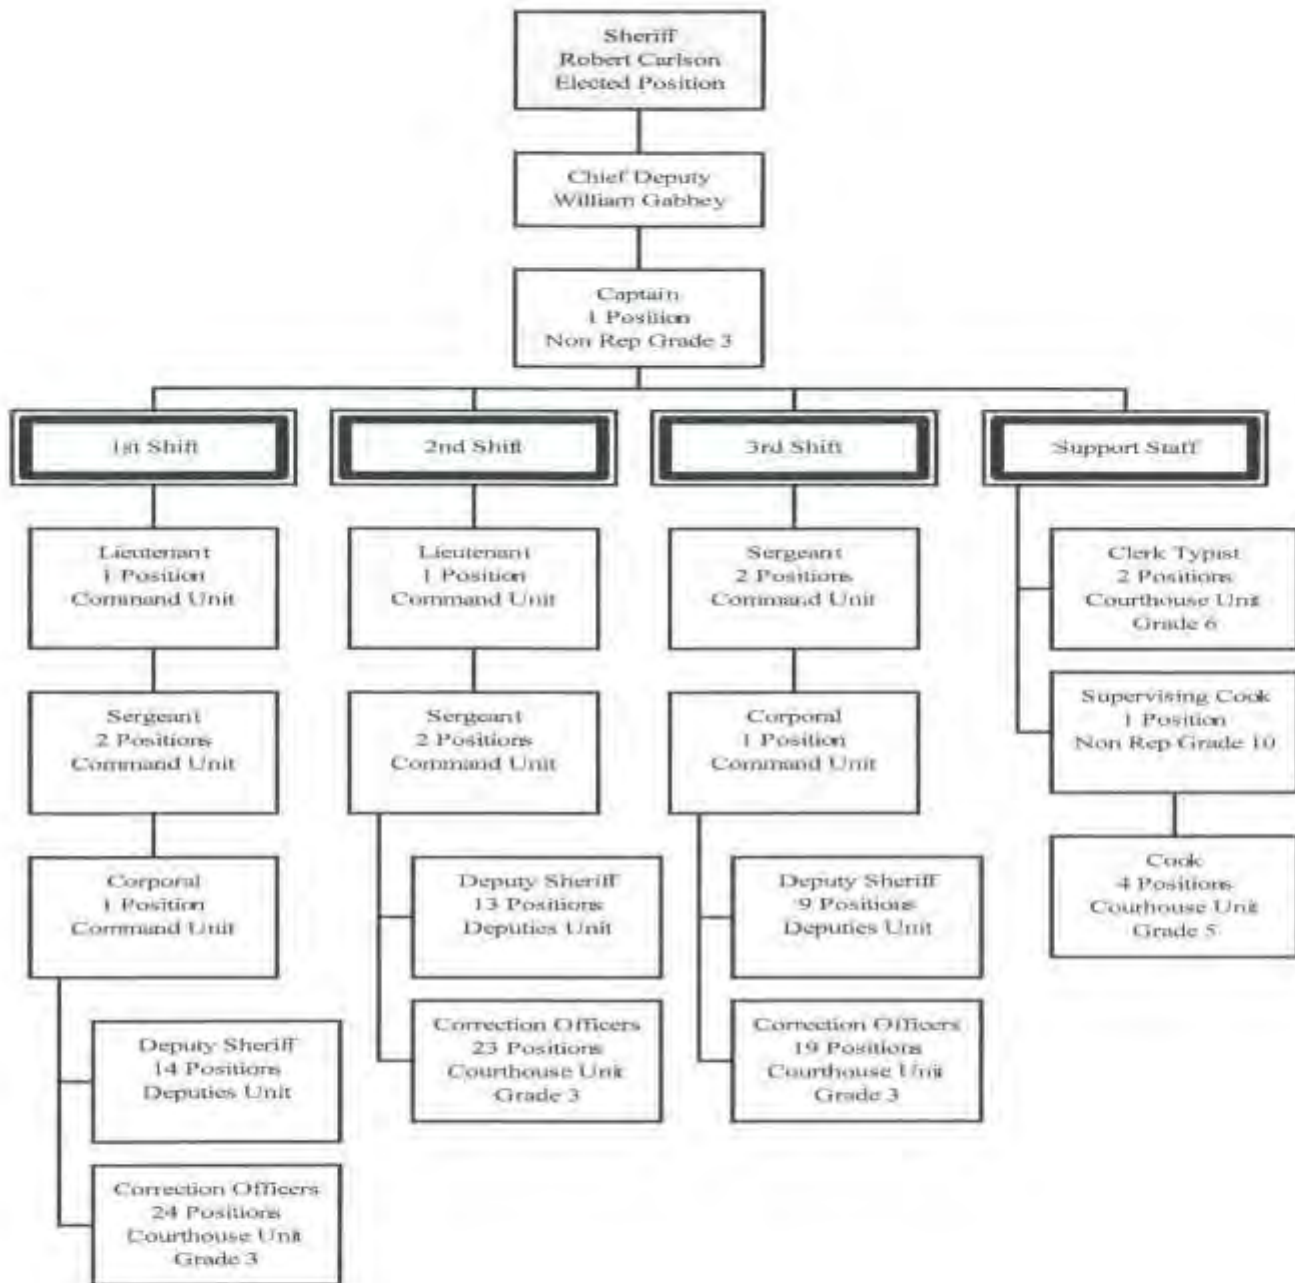 Sheriff
Robert Carlson
Elected Position
Chief Deputy
William Gabbey
Captain
1 Position
Non Rep Grade 3
1st Shift
2nd Shift
3rd Shift
Support Staff
Lieutenant
1 Position
Command Unit
Sergeant
2 Positions
Command Unit
Corporal
1 Position
Command Unit
Deputy Sheriff
14 Positions
Deputies Unit
Correction Officers
24 Positions
Courthouse Unit
Grade 3
Lieutenant
1 Position
Command Unit
Sergeant
2 Positions
Command Unit
Deputy Sheriff
13 Positions
Deputies Unit
Correction Officers
23 Positions
Courthouse Unit
Grade 3
Sergeant
2 Positions
Command Unit
Corporal
1 Position
Command Unit
Deputy Sheriff
9 Positions
Deputies Unit
Correction Officers
19 Positions
Courthouse Unit
Grade 3
Clerk Typist
2 Positions
Courthouse Unit
Grade 6
Supervising Cook
1 Position
Non Rep Grade 10
Cook
4 Positions
Courhouse Unit
Grade 5